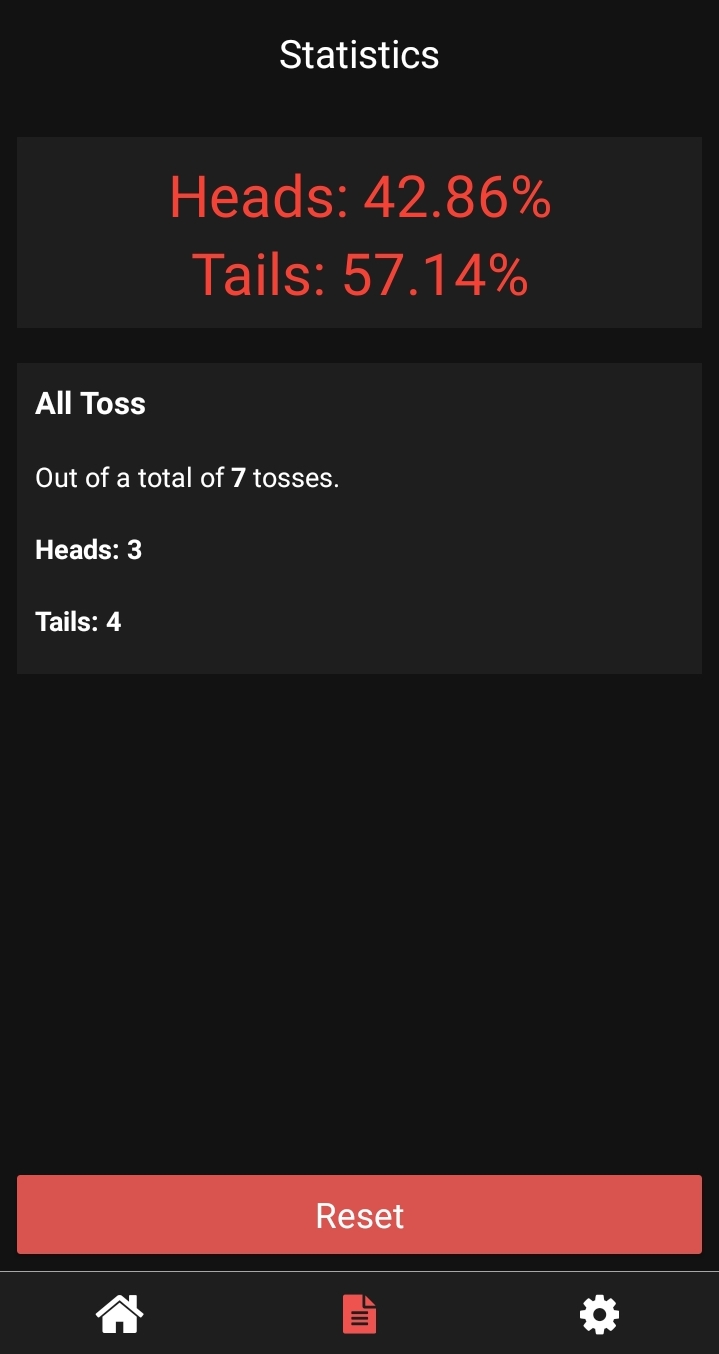 Statistics
Heads: 42.86%
Tails: 57.14%
All Toss
Out of a total of 7 tosses.
Heads: 3
Tails: 4
Reset